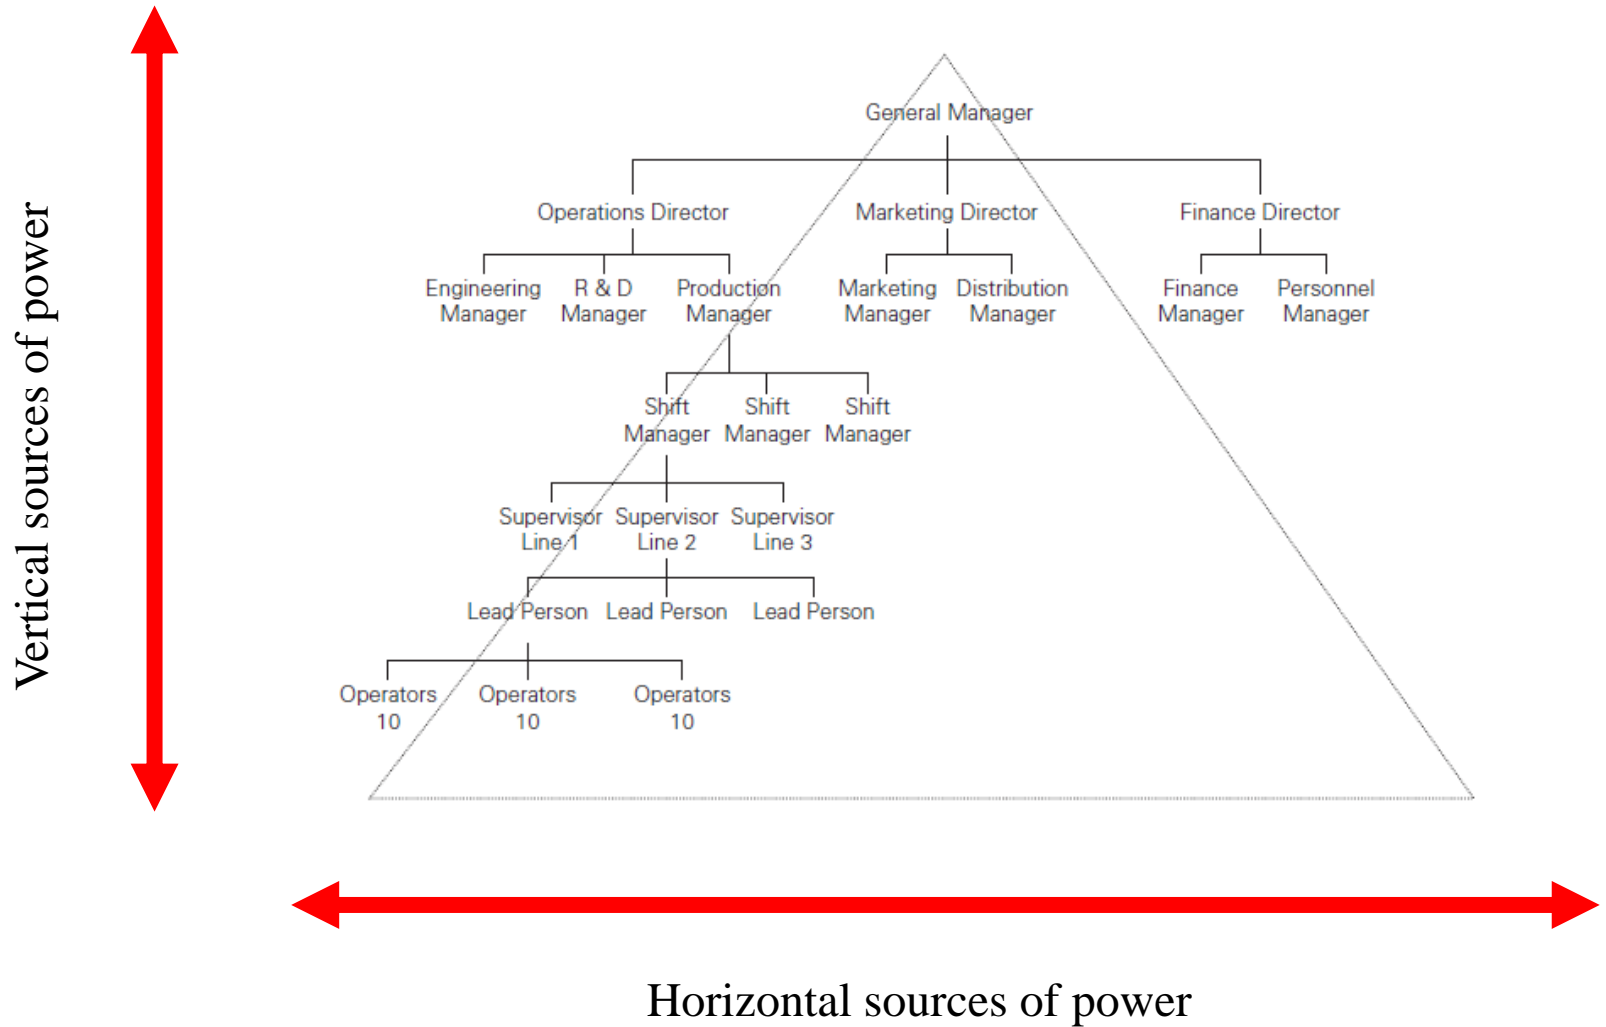 Vertical sources of power
General Manager
Operations Director
Marketing Director
Finance Director
Engineering
Manager
R & D
Manager
Production
Manager
Marketing
Manager
Distribution
Manager
Finance
Manager
Personnel
Manager
Shift
Manager
Shift
Manager
Shift
Manager
Supervisor
Line 1
Supervisor
Line 2
Supervisor
Line 3
Lead Person
Lead Person
Lead Person
Operators
10
Operators
10
Operators
10
Horizontal sources of power